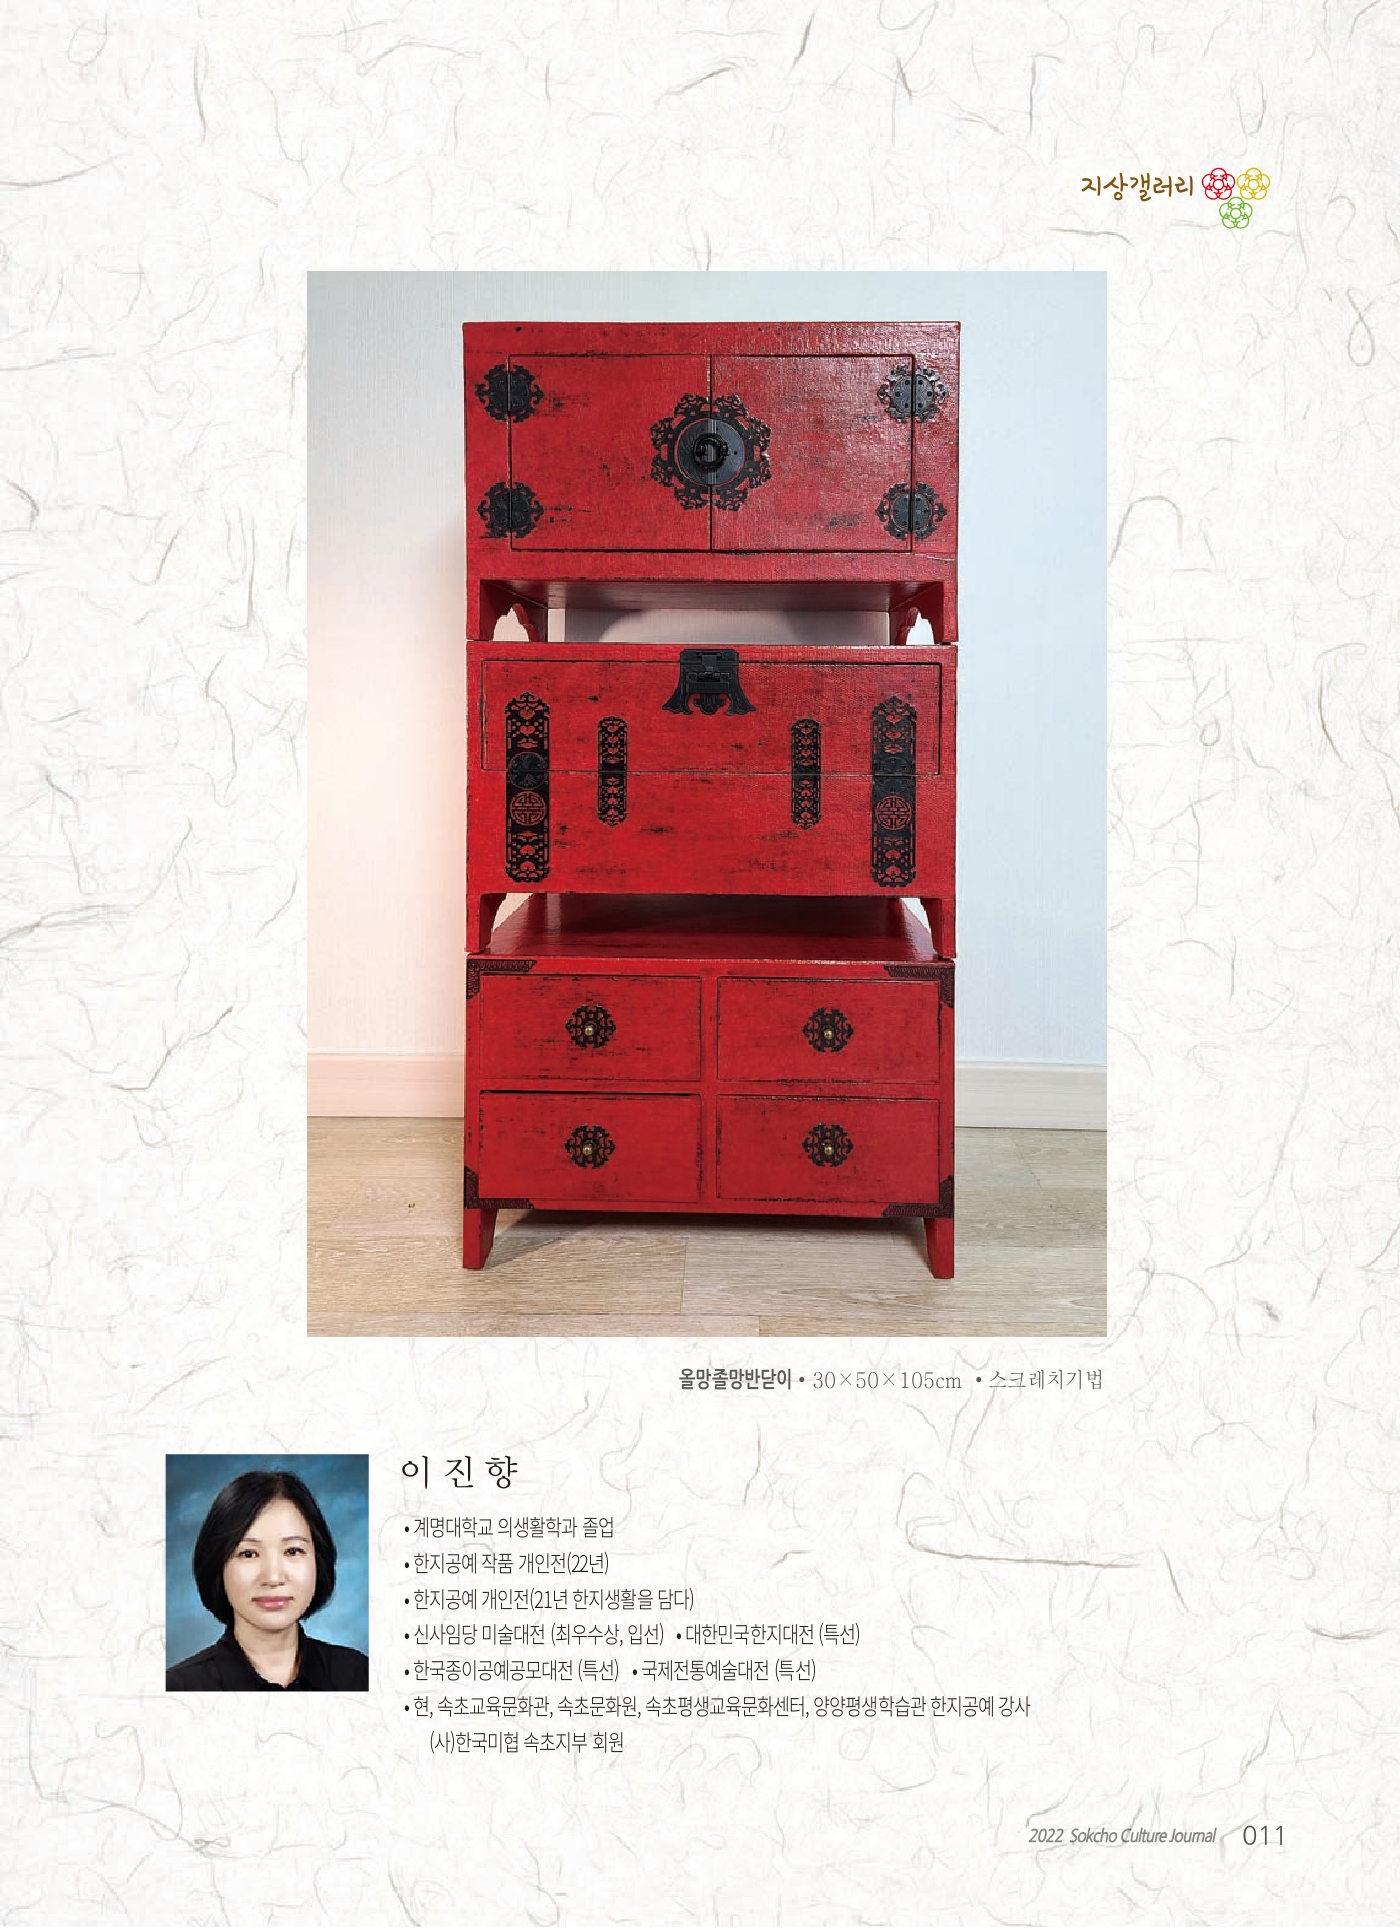 지상갤러리
올망졸망반닫이 • 30×50×105cm • 스크레치기법
이 진 향
• 계명대학교 의생활학과 졸업
• 한지공예 작품 개인전(22년)
• 한지공예 개인전(21년 한지생활을 담다)
• 신사임당 미술대전 (최우수상, 입선) • 대한민국한지대전 (특선)
• 한국종이공예공모대전 (특선) • 국제전통예술대전 (특선)
• 현, 속초교육문화관, 속초문화원, 속초평생교육문화센터, 양양평생학습관 한지공예 강사
(사)한국미협 속초지부 회원
2022 Sokcho Culture Journal 011